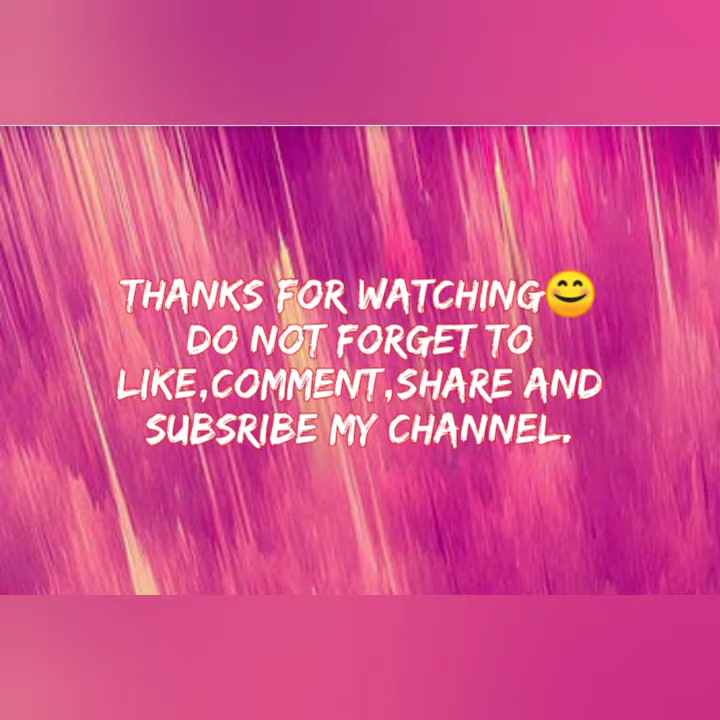 THANKS FOR WATCHING😊
DO NOT FORGET TO
LIKE,COMMENT,SHARE AND
SUBSRIBE MY CHANNEL.